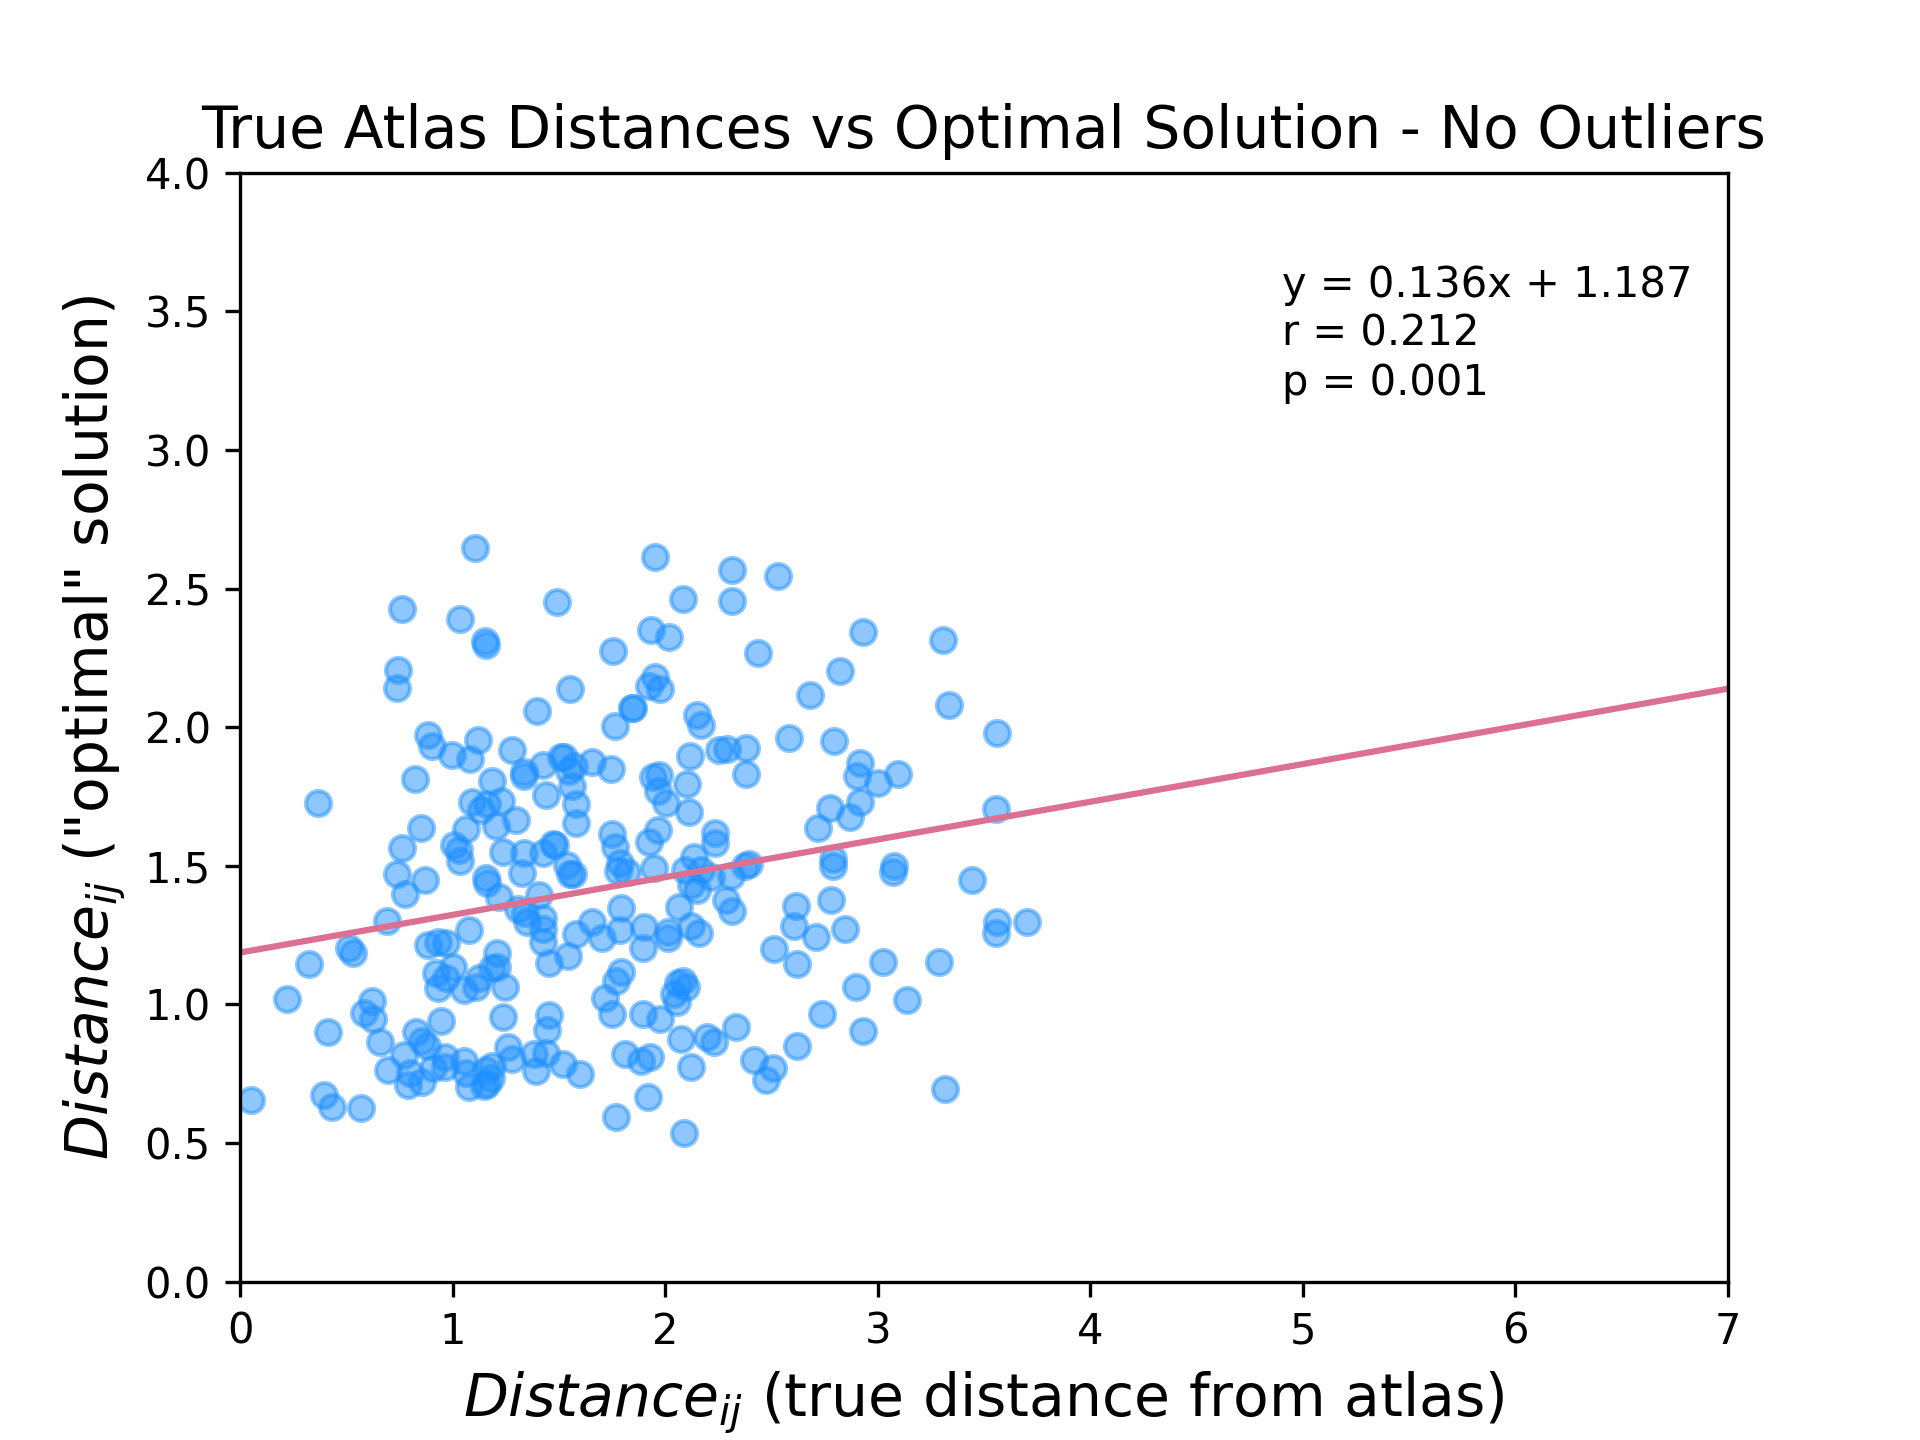 True Atlas Distances vs Optimal Solution - No Outliers
4.0
3.5
3.0
2.5
2.0
1.5
1.0
0.5
0.0
y = 0.136x + 1.187
r = 0.212
p = 0.001
Distance_ij ("optimal" solution)
0 1 2 3 4 5 6 7
Distance_ij (true distance from atlas)